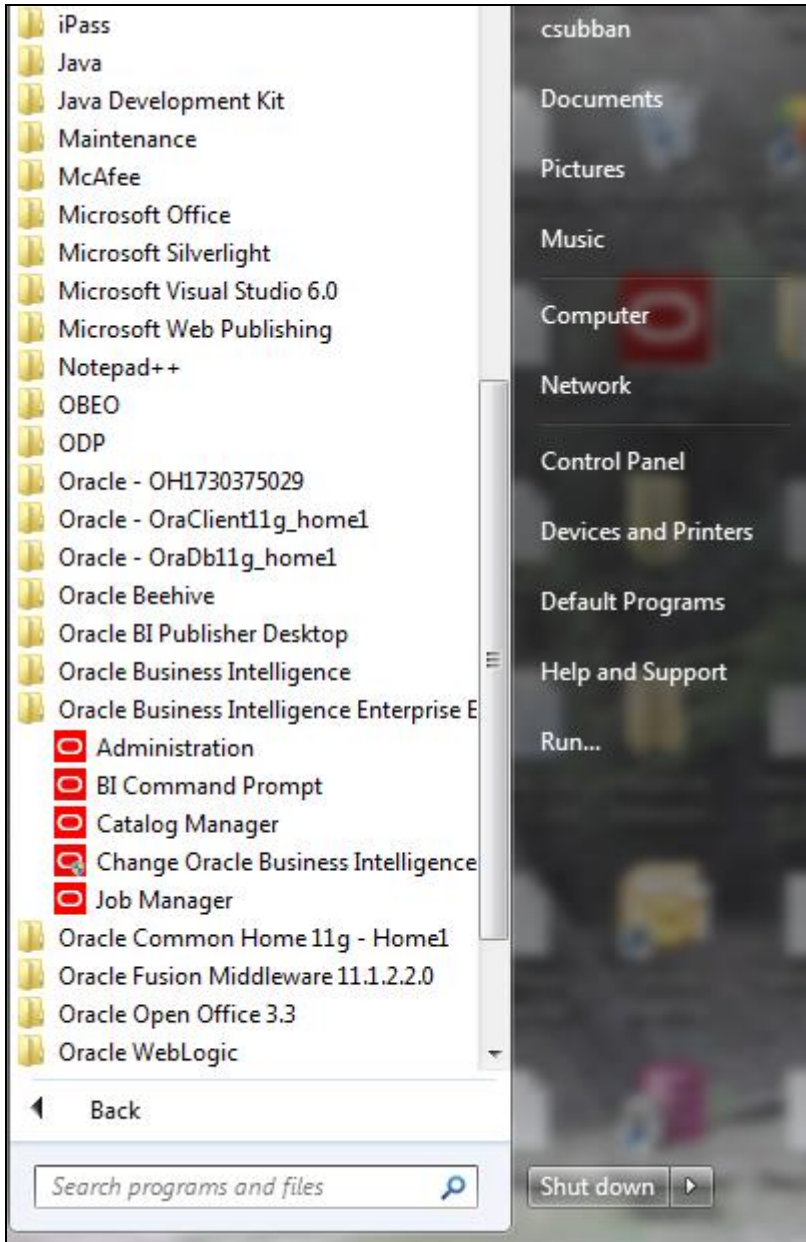 iPass
Java
Java Development Kit
Maintenance
McAfee
Microsoft Office
Microsoft Silverlight
Microsoft Visual Studio 6.0
Microsoft Web Publishing
Notepad++
OBEO
ODP
Oracle - OH1730375029
Oracle - OraClient11g_home1
Oracle - OraDb11g_home1
Oracle Beehive
Oracle BI Publisher Desktop
Oracle Business Intelligence
Oracle Business Intelligence Enterprise E
Administration
BI Command Prompt
Catalog Manager
Change Oracle Business Intelligence
Job Manager
Oracle Common Home 11g - Home1
Oracle Fusion Middleware 11.1.2.2.0
Oracle Open Office 3.3
Oracle WebLogic
Back
Search programs and files
csubban
Documents
Pictures
Music
Computer
Network
Control Panel
Devices and Printers
Default Programs
Help and Support
Run...
Shut down